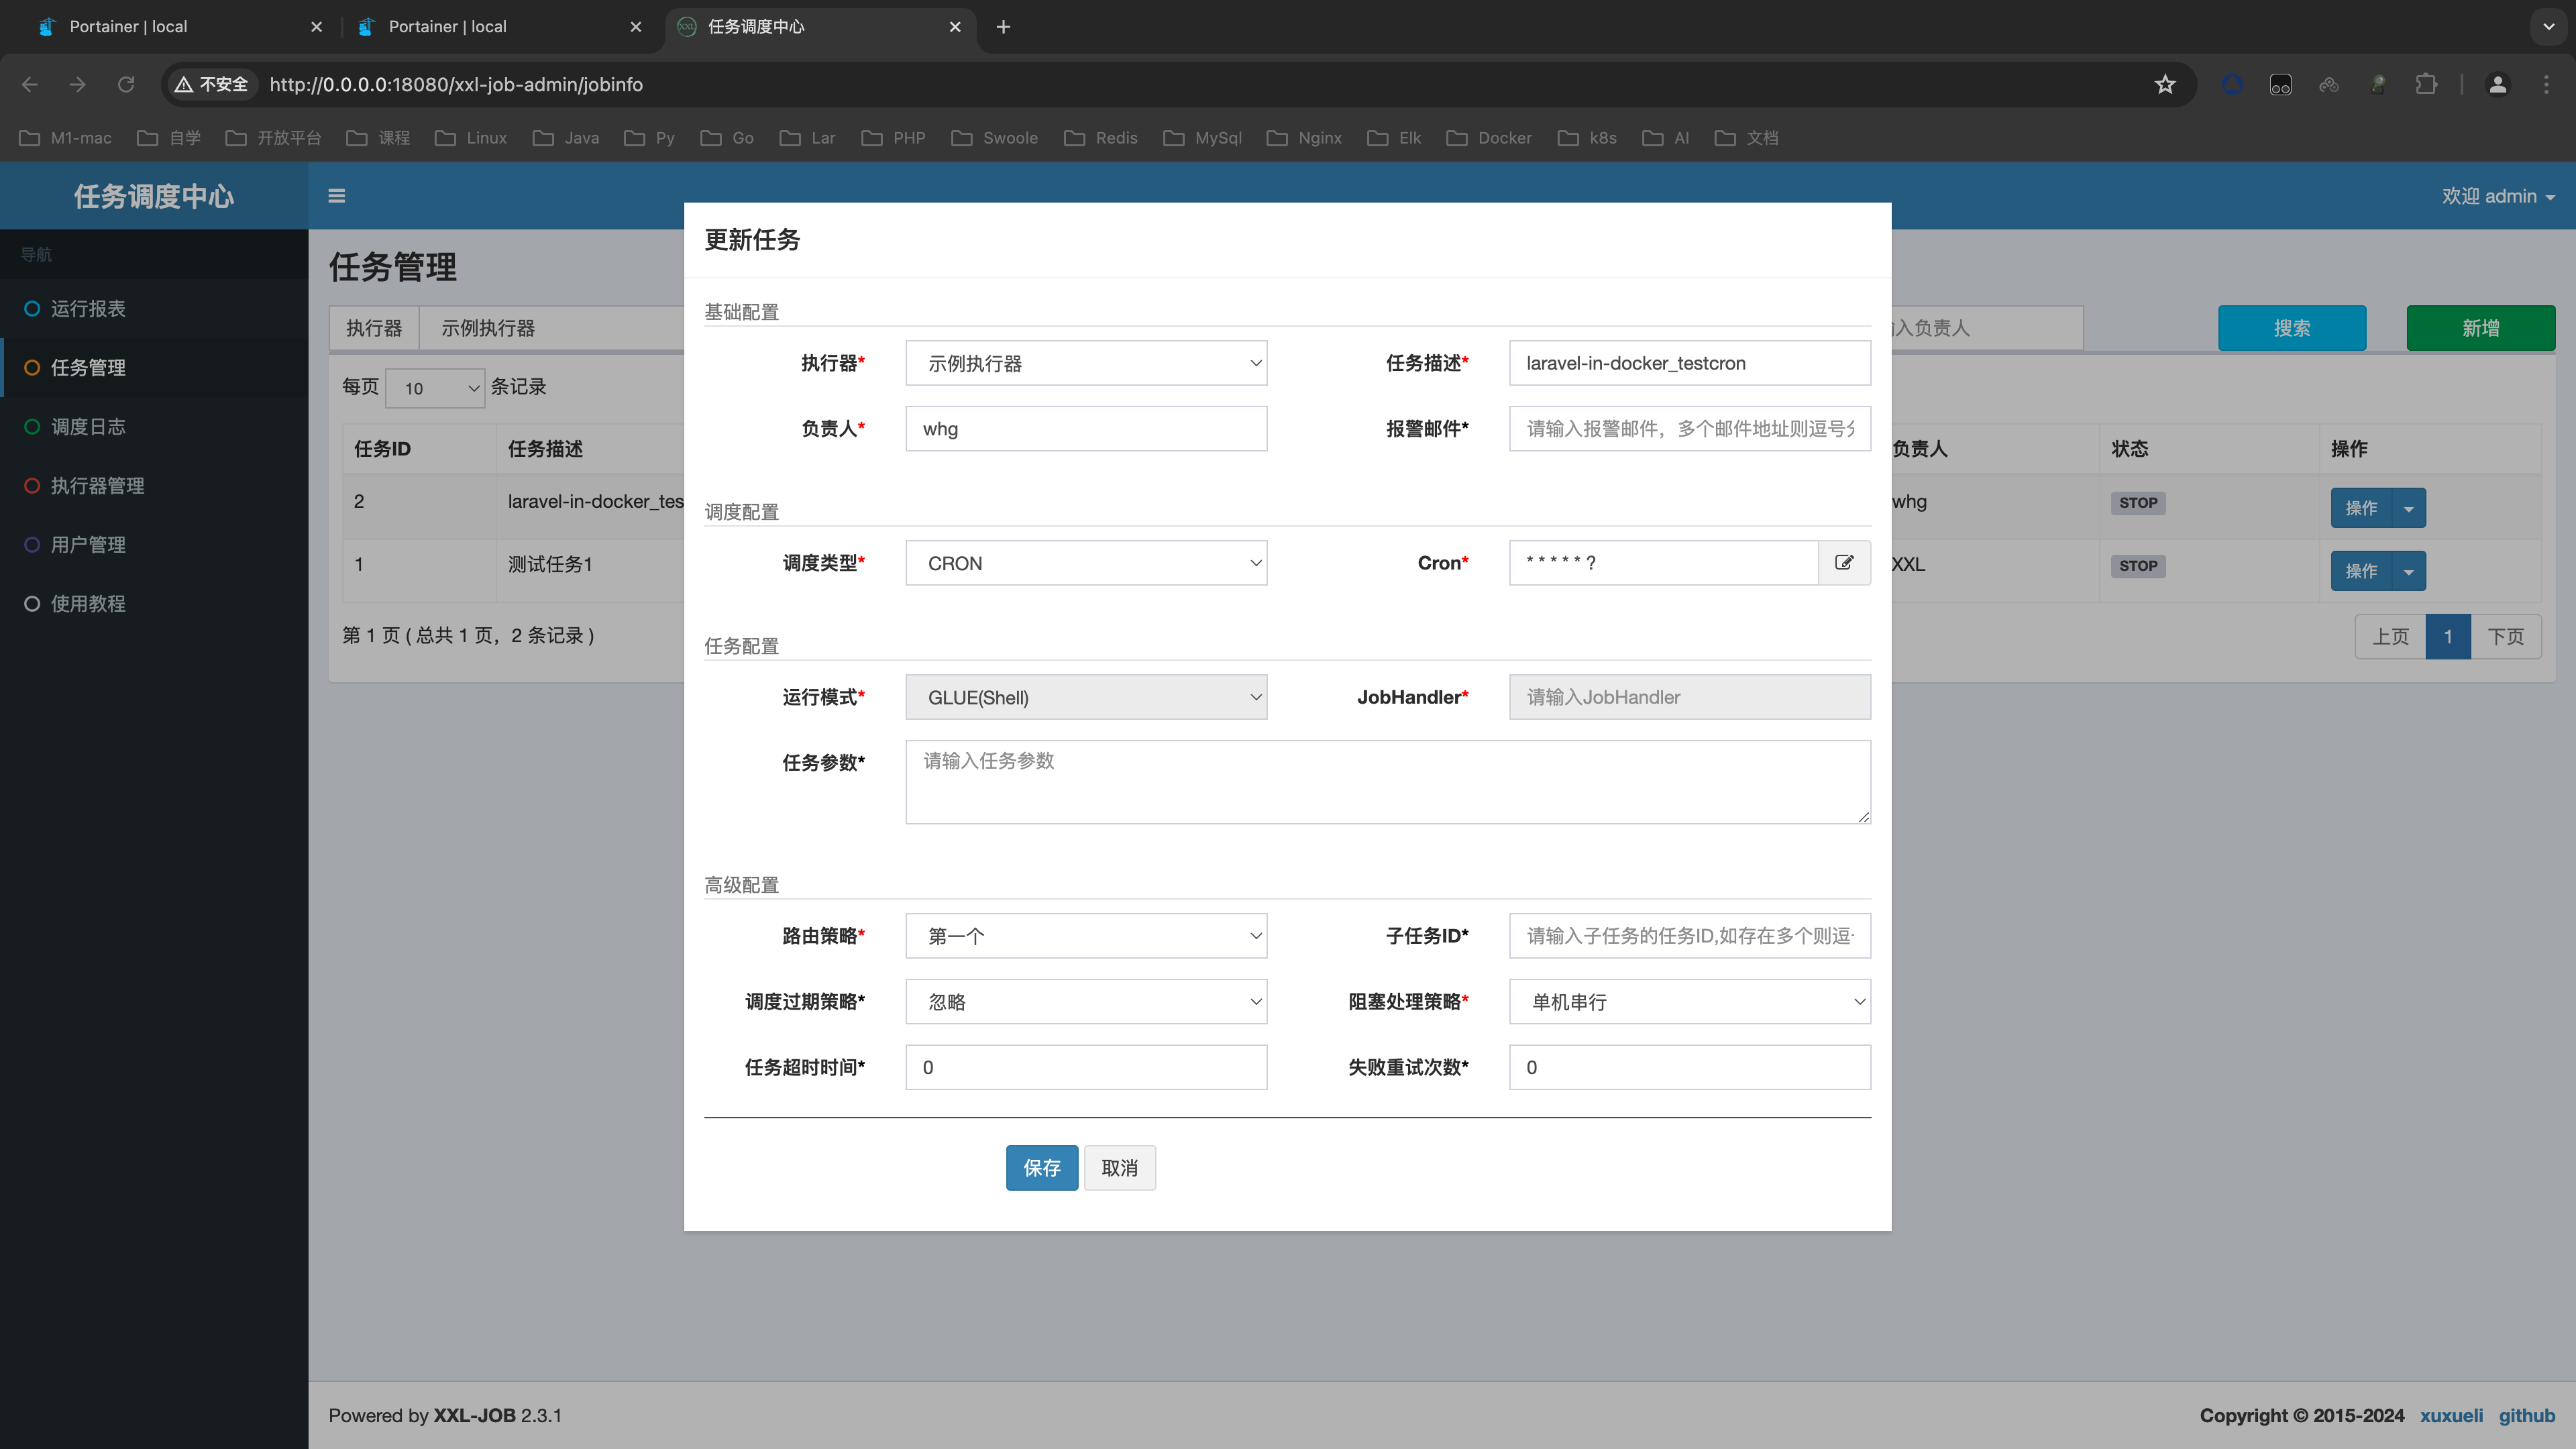 Portainer | local
Portainer | local
任务调度中心
不安全
http://0.0.0.0:18080/xxl-job-admin/jobinfo
M1-mac
自学
开放平台
课程
Linux
Java
Py
Go
Lar
PHP
Swoole
Redis
MySql
Nginx
Elk
Docker
k8s
AI
文档
任务调度中心
欢迎 admin
导航
运行报表
任务管理
调度日志
执行器管理
用户管理
使用教程
任务管理
执行器
示例执行器
入负责人
搜索
新增
每页 10 条记录
任务ID
任务描述
负责人
状态
操作
2
laravel-in-docker_tes
whg
STOP
操作
1
测试任务1
XXL
STOP
操作
第 1 页 ( 总共 1 页，2 条记录 )
上页
1
下页
更新任务
基础配置
执行器*
示例执行器
任务描述*
laravel-in-docker_testcron
负责人*
whg
报警邮件*
请输入报警邮件，多个邮件地址则逗号分
调度配置
调度类型*
CRON
Cron*
* * * * * ?
任务配置
运行模式*
GLUE(Shell)
JobHandler*
请输入JobHandler
任务参数*
请输入任务参数
高级配置
路由策略*
第一个
子任务ID*
请输入子任务的任务ID,如存在多个则逗
调度过期策略*
忽略
阻塞处理策略*
单机串行
任务超时时间*
0
失败重试次数*
0
保存
取消
Powered by XXL-JOB 2.3.1
Copyright © 2015-2024 xuxueli github